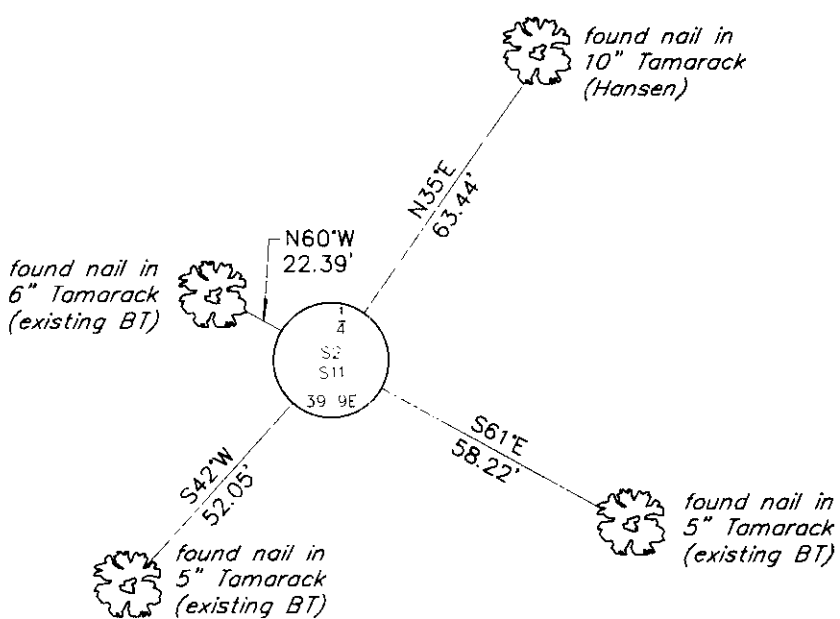 found nail in
10" Tamarack
(Hansen)
N35°E
63.44'
N60°W
22.39'
found nail in
6" Tamarack
(existing BT)
1
4
S2
S11
39 9E
S61°E
58.22'
S42°W
52.05'
found nail in
5" Tamarack
(existing BT)
found nail in
5" Tamarack
(existing BT)